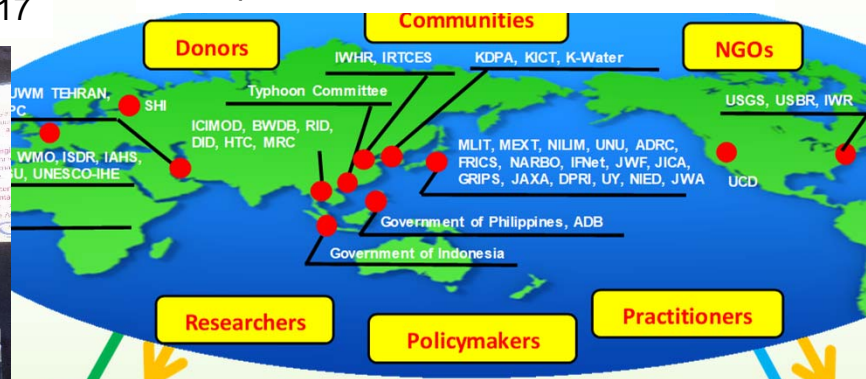 17
Communities
Donors
NGOs
IWHR, IRTCES
KDPA, KICT, K-Water
UWM TEHRAN,
PC
SHI
Typhoon Committee
USGS, USBR, IWR
ICIMOD, BWDB, RID,
DID, HTC, MRC
MLIT, MEXT, NILIM, UNU, ADRC,
FRICS, NARBO, IFNet, JWF, JICA,
GRIPS, JAXA, DPRI, UY, NIED, JWA
WMO, ISDR, IAHS,
U, UNESCO-IHE
UCD
Government of Philippines, ADB
Government of Indonesia
Researchers
Policymakers
Practitioners